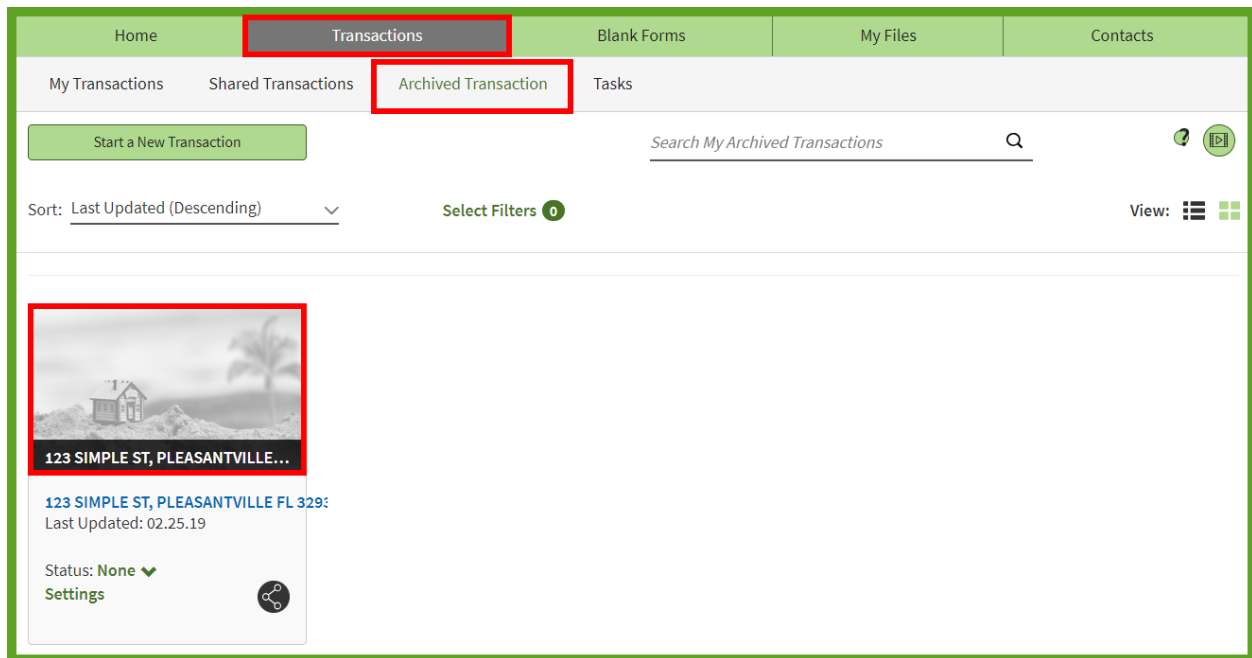 Home Transactions Blank Forms My Files Contacts
My Transactions Shared Transactions Archived Transaction Tasks
Start a New Transaction
Search My Archived Transactions
?
Sort: Last Updated (Descending)
Select Filters 0
View:
123 SIMPLE ST, PLEASANTVILLE...
123 SIMPLE ST, PLEASANTVILLE FL 3293
Last Updated: 02.25.19
Status: None
Settings